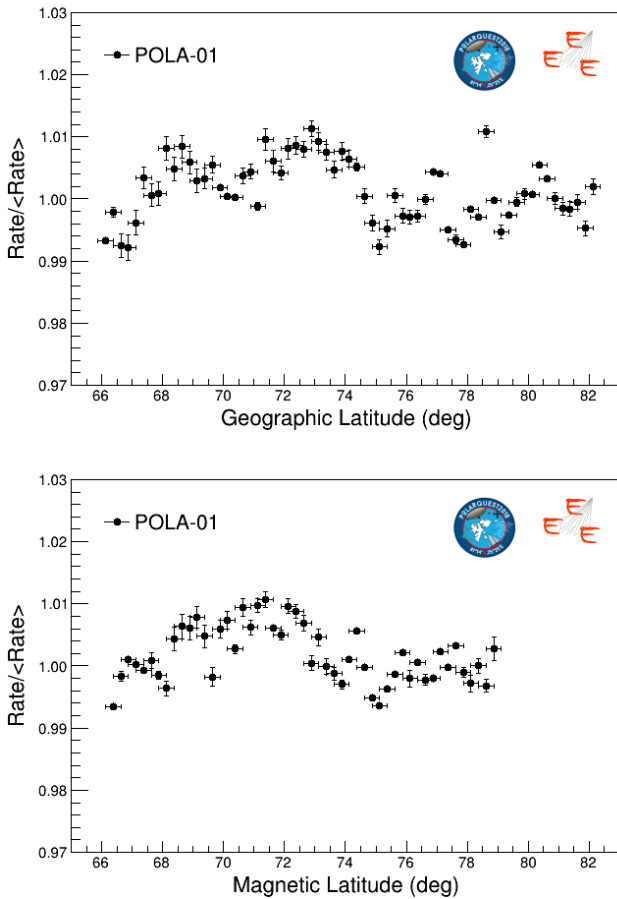 1.03
POLA-01
POLARQUEST2018
1.02
1.01
Rate/<Rate>
1.00
0.99
0.98
0.97
66 68 70 72 74 76 78 80 82
Geographic Latitude (deg)
1.03
POLA-01
POLARQUEST2018
1.02
1.01
Rate/<Rate>
1.00
0.99
0.98
0.97
66 68 70 72 74 76 78 80 82
Magnetic Latitude (deg)